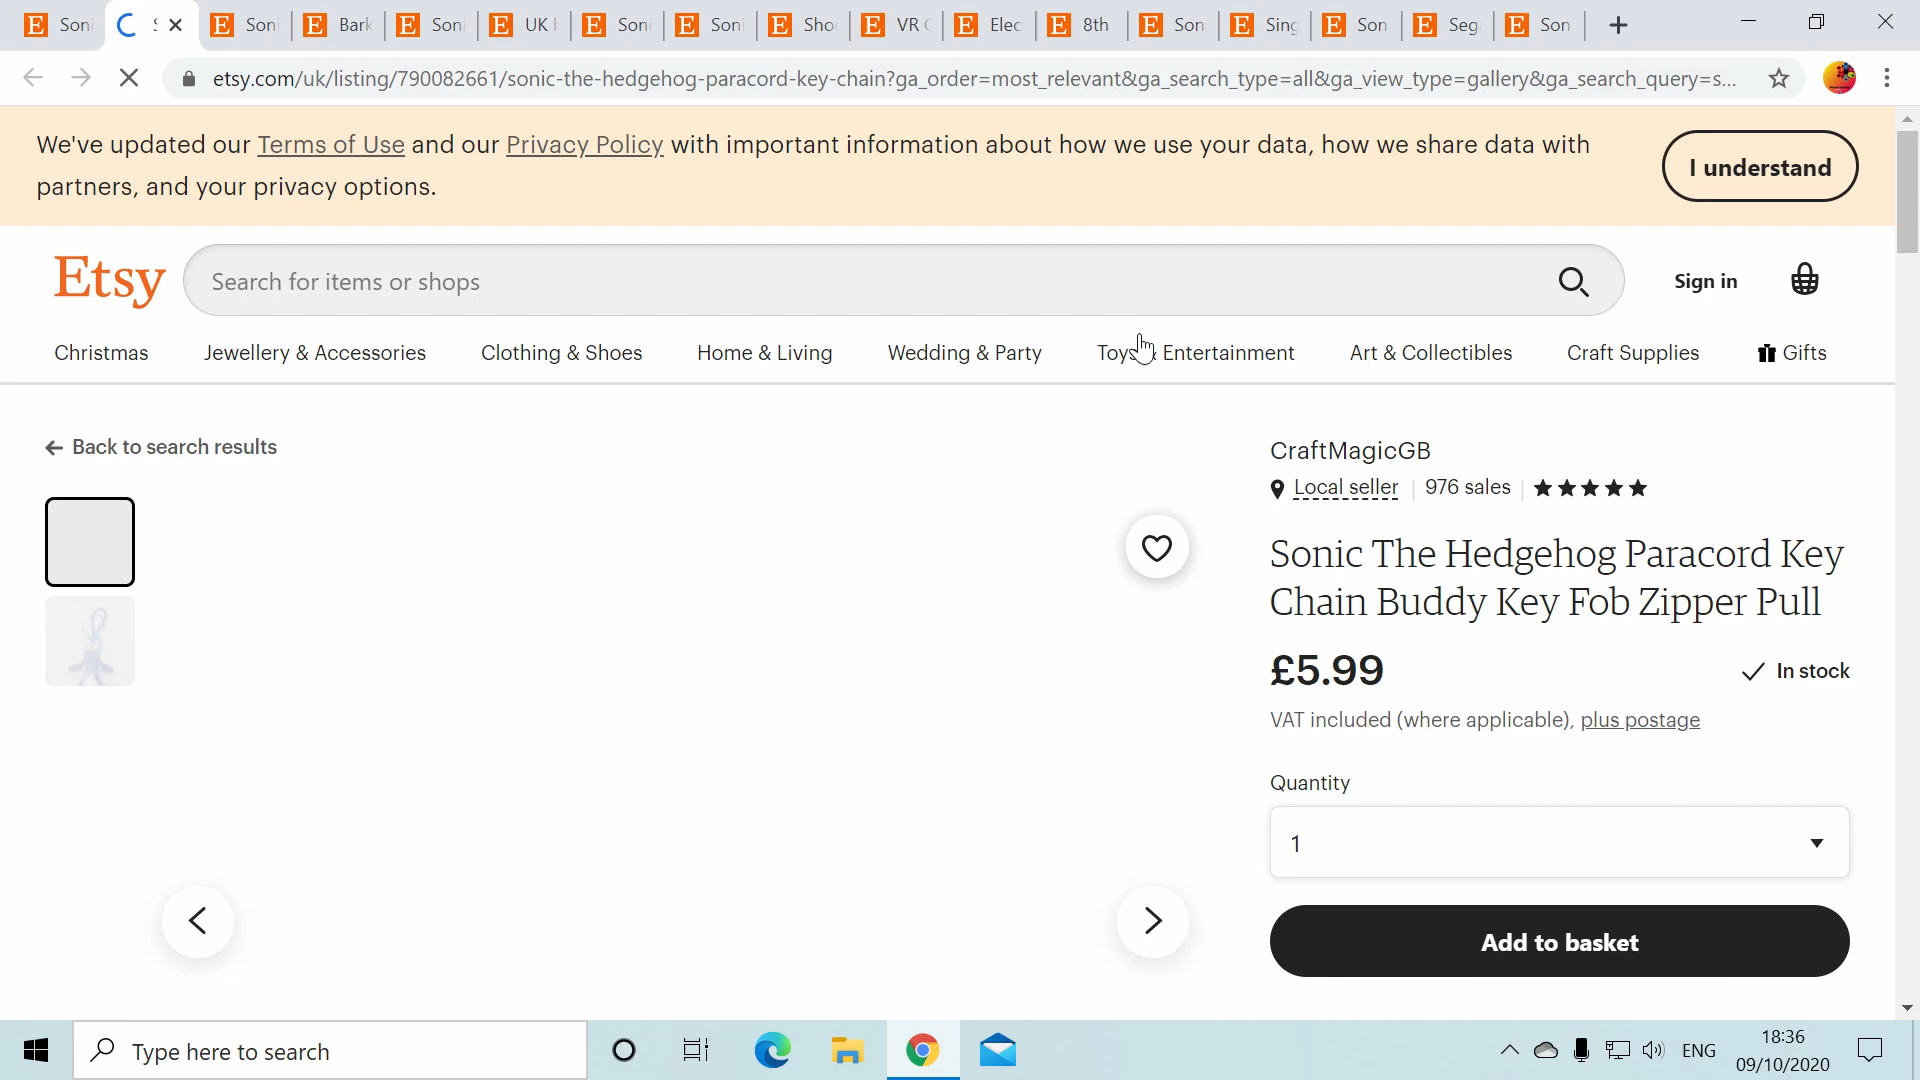 Soni
Soni
Bark
Soni
UK
Soni
Soni
Sho
VR
Elec
8th
Son
Sing
Son
Seg
Son
etsy.com/uk/listing/790082661/sonic-the-hedgehog-paracord-key-chain?ga_order=most_relevant&ga_search_type=all&ga_view_type=gallery&ga_search_query=s...
We've updated our Terms of Use and our Privacy Policy with important information about how we use your data, how we share data with
partners, and your privacy options.
I understand
Etsy
Search for items or shops
Sign in
Christmas
Jewellery & Accessories
Clothing & Shoes
Home & Living
Wedding & Party
Toys & Entertainment
Art & Collectibles
Craft Supplies
Gifts
Back to search results
CraftMagicGB
Local seller
976 sales
Sonic The Hedgehog Paracord Key
Chain Buddy Key Fob Zipper Pull
£5.99
In stock
VAT included (where applicable), plus postage
Quantity
1
Add to basket
Type here to search
ENG
18:36
09/10/2020